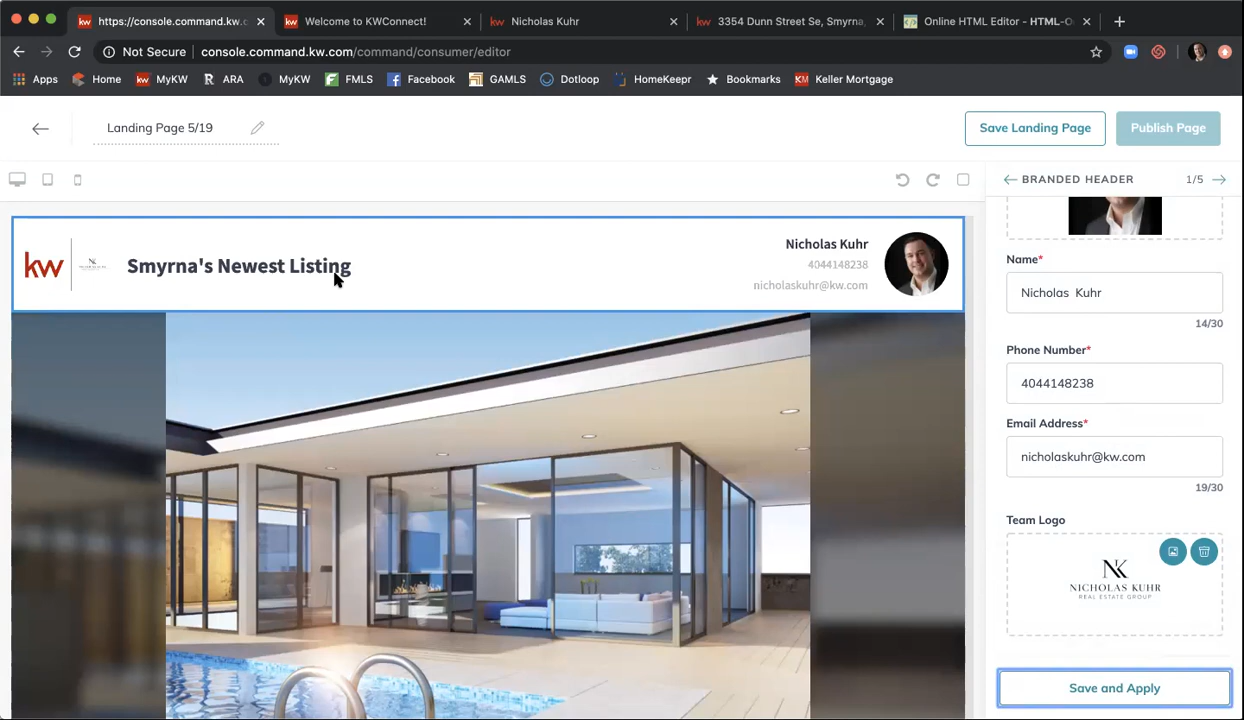 https://console.command.kw.c
Welcome to KWConnect!
Nicholas Kuhr
3354 Dunn Street Se, Smyrna,
Online HTML Editor - HTML-O
Not Secure
console.command.kw.com/command/consumer/editor
Apps
Home
MyKW
ARA
MyKW
FMLS
Facebook
GAMLS
Dotloop
HomeKeepr
Bookmarks
Keller Mortgage
Landing Page 5/19
Save Landing Page
Publish Page
BRANDED HEADER
1/5
kw
NK
Smyrna's Newest Listing
Nicholas Kuhr
4044148238
nicholaskuhr@kw.com
Name*
Nicholas Kuhr
14/30
Phone Number*
4044148238
Email Address*
nicholaskuhr@kw.com
19/30
Team Logo
NK
NICHOLAS KUHR
REAL ESTATE GROUP
Save and Apply